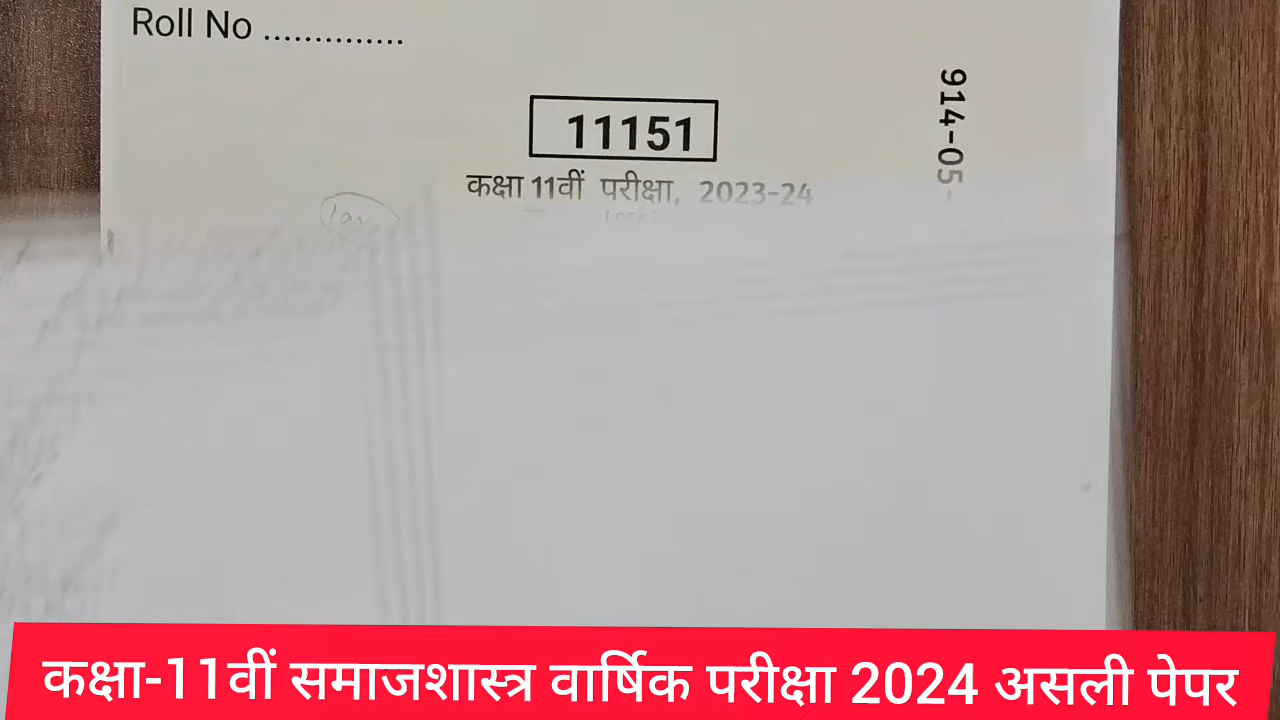 Roll No ..............
914-05-
11151
कक्षा 11वीं परीक्षा, 2023-24
कक्षा-11वीं समाजशास्त्र वार्षिक परीक्षा 2024 असली पेपर